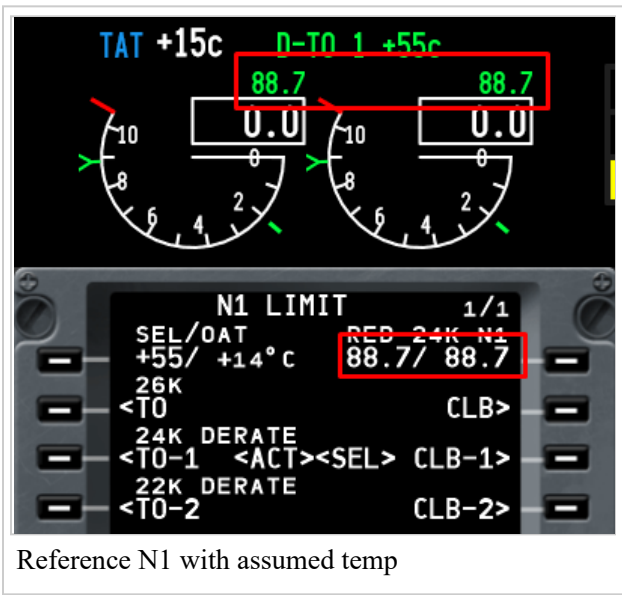 TAT +15c D-TO 1 +55c
88.7 88.7
0.0 0.0
10 10
0 0
8 8
2 2
6 6
4 4
N1 LIMIT 1/1
SEL/OAT RED 24K N1
+55/ +14°C 88.7/ 88.7
26K
<TO CLB>
24K DERATE
<TO-1 <ACT><SEL> CLB-1>
22K DERATE
<TO-2 CLB-2>
Reference N1 with assumed temp